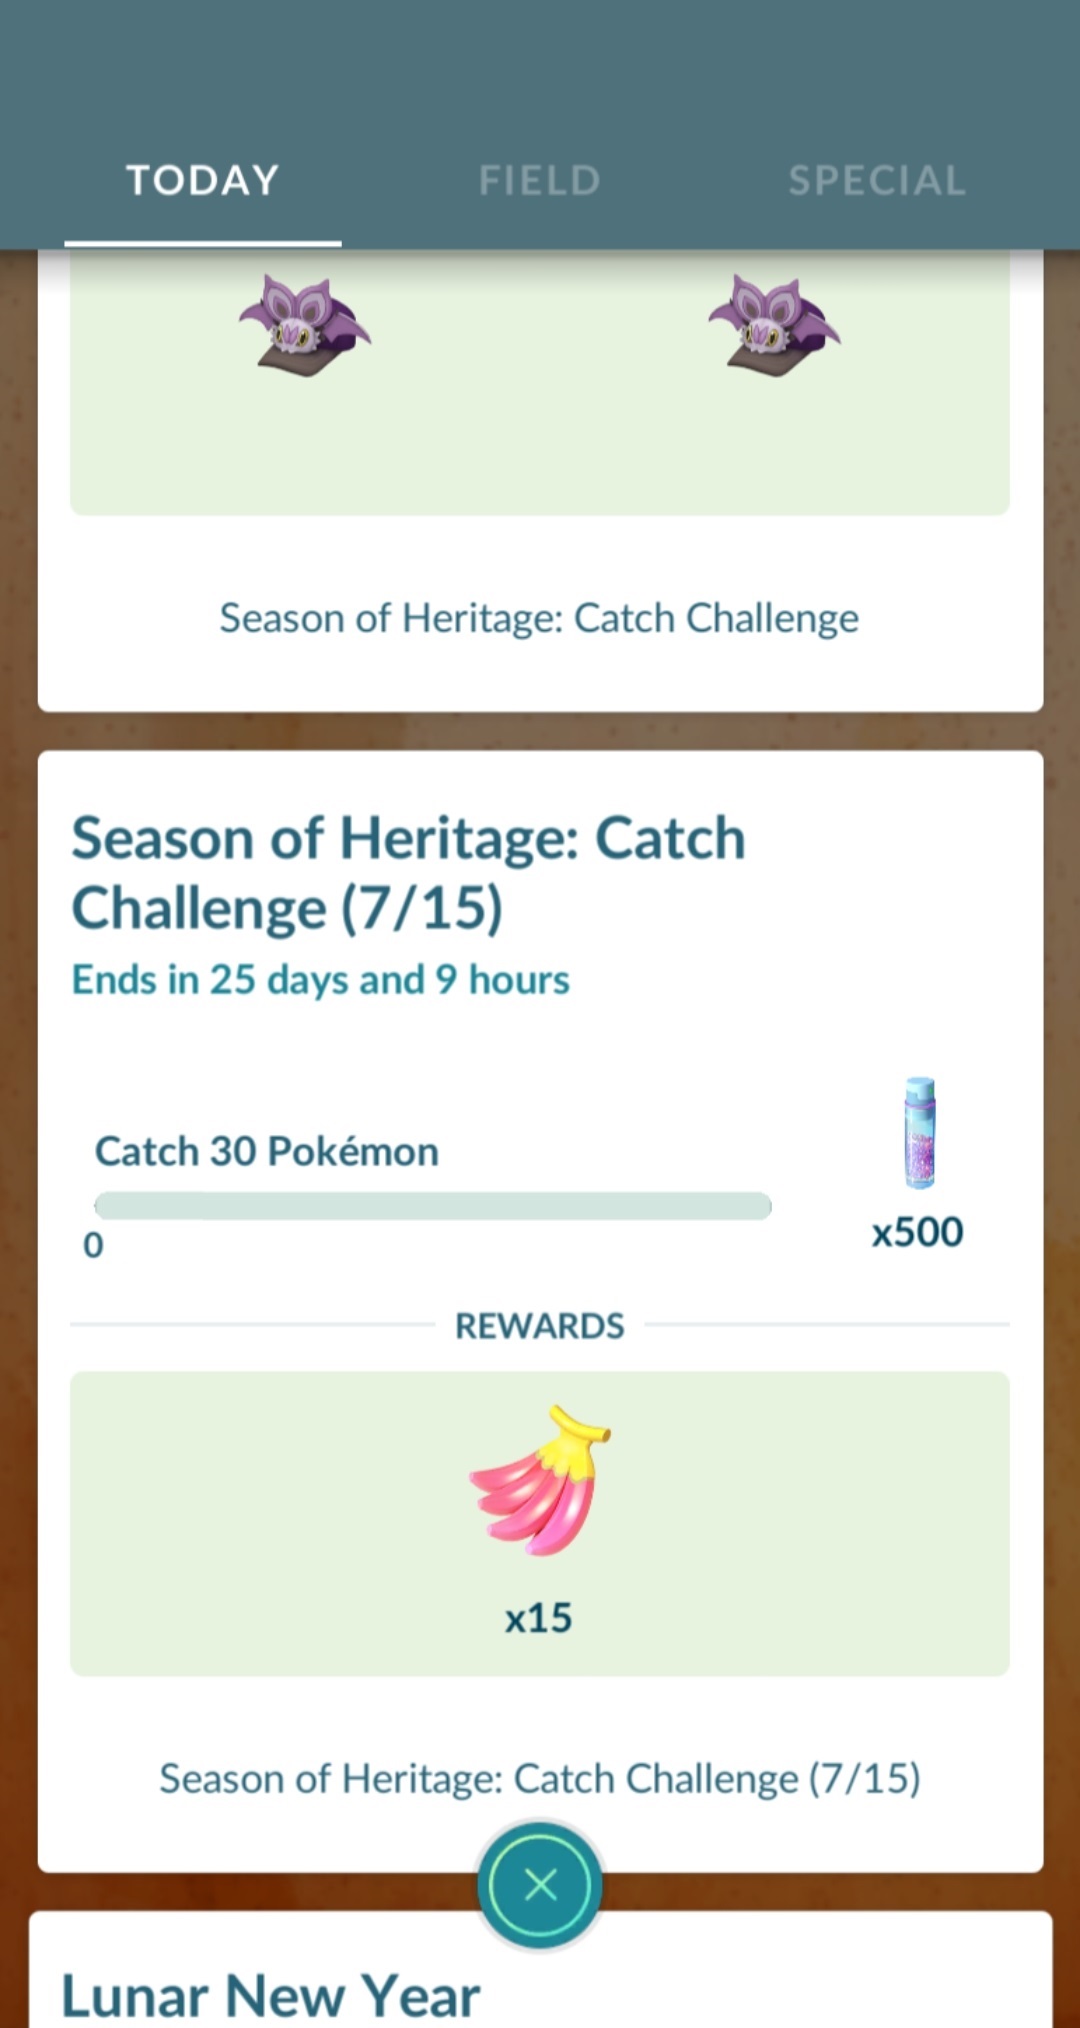 TODAY FIELD SPECIAL
Season of Heritage: Catch Challenge
Season of Heritage: Catch
Challenge (7/15)
Ends in 25 days and 9 hours
Catch 30 Pokémon
0
x500
REWARDS
x15
Season of Heritage: Catch Challenge (7/15)
Lunar New Year